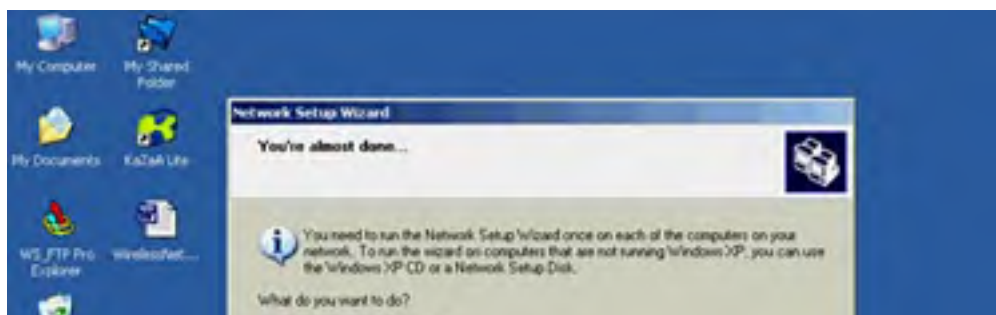 My Computer
My Shared
Folder
Network Setup Wizard
You're almost done...
My Documents
KaZaA Lite
You need to run the Network Setup Wizard once on each of the computers on your
network. To run the wizard on computers that are not running Windows XP, you can use
the Windows XP CD or a Network Setup Disk.
WS_FTP Pro
Explorer
WirelessNet...
What do you want to do?